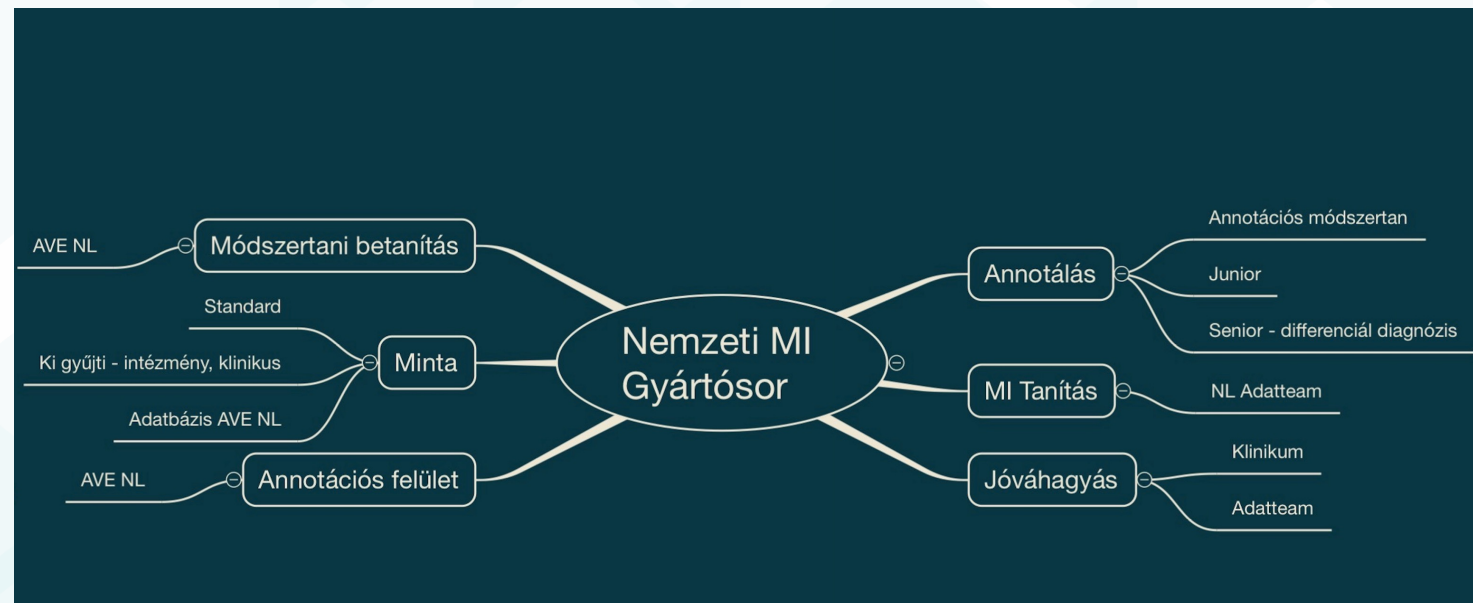 Nemzeti MI
Gyártósor
Módszertani betanítás
AVE NL
Minta
Standard
Ki gyűjti - intézmény, klinikus
Adatbázis AVE NL
Annotációs felület
AVE NL
Annotálás
Annotációs módszertan
Junior
Senior - differenciál diagnózis
MI Tanítás
NL Adatteam
Jóváhagyás
Klinikum
Adatteam